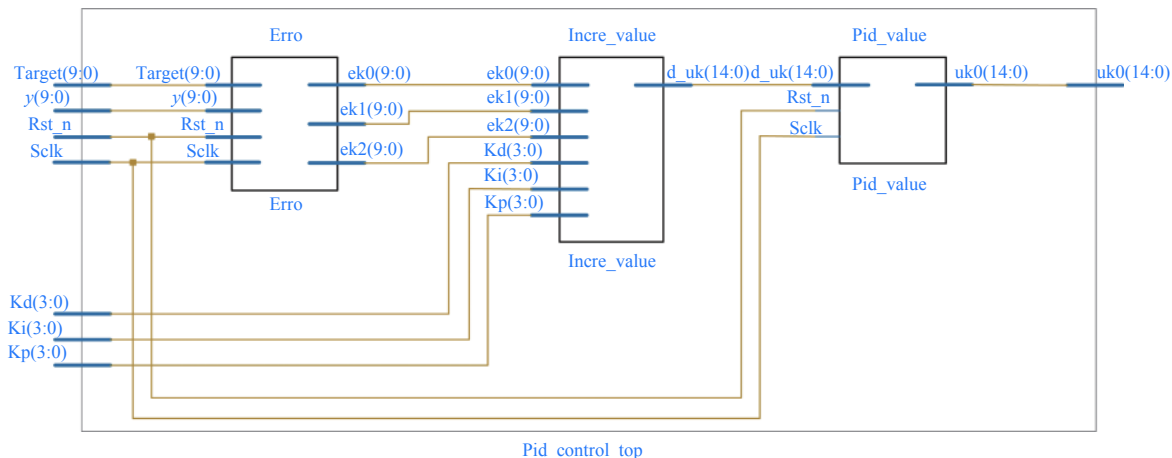 Erro
Incre_value
Pid_value
Target(9:0)
Target(9:0)
ek0(9:0)
ek0(9:0)
d_uk(14:0)
d_uk(14:0)
uk0(14:0)
uk0(14:0)
y(9:0)
y(9:0)
ek1(9:0)
ek1(9:0)
Rst_n
Rst_n
Rst_n
ek2(9:0)
ek2(9:0)
Sclk
Sclk
Sclk
Kd(3:0)
Ki(3:0)
Kp(3:0)
Erro
Incre_value
Pid_value
Kd(3:0)
Ki(3:0)
Kp(3:0)
Pid_control_top